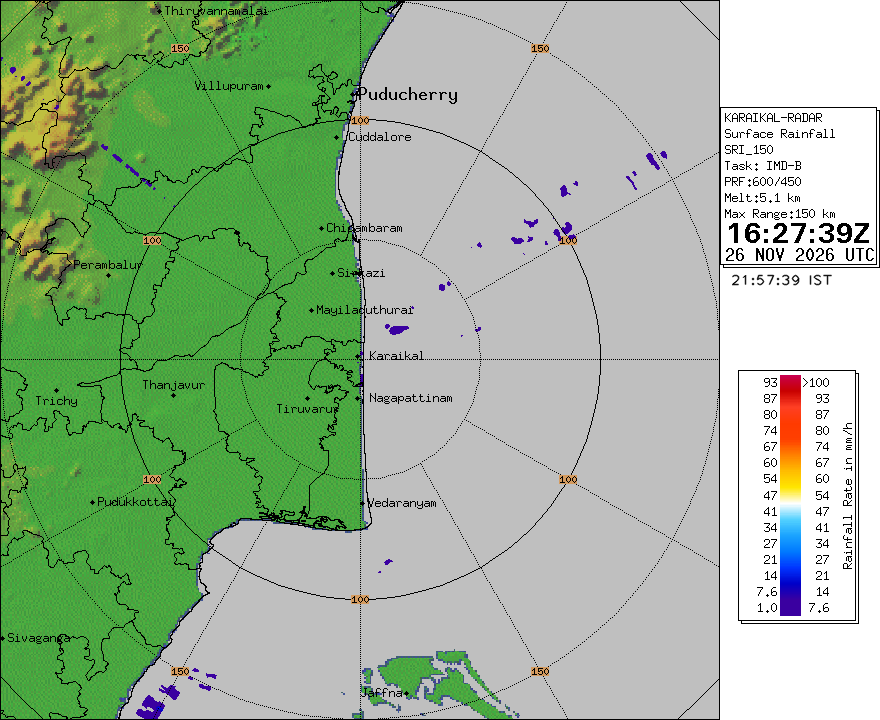 Thiruvannamalai
150
150
Villupuram
Puducherry
100
Cuddalore
Chidambaram
100
100
Perambalur
Sirkazi
Mayiladuthurai
Karaikal
Thanjavur
Trichy
Tiruvarur
Nagapattinam
100
100
Pudukkottai
Vedaranyam
100
Sivaganga
150
150
Jaffna
KARAIKAL-RADAR
Surface Rainfall
SRI_150
Task: IMD-B
PRF:600/450
Melt:5.1 km
Max Range:150 km
16:27:39Z
26 NOV 2026 UTC
21:57:39 IST
93 >100
87 93
80 87
74 80
67 74
60 67
54 60
47 54
41 47
34 41
27 34
21 27
14 21
7.6 14
1.0 7.6
Rainfall Rate in mm/h